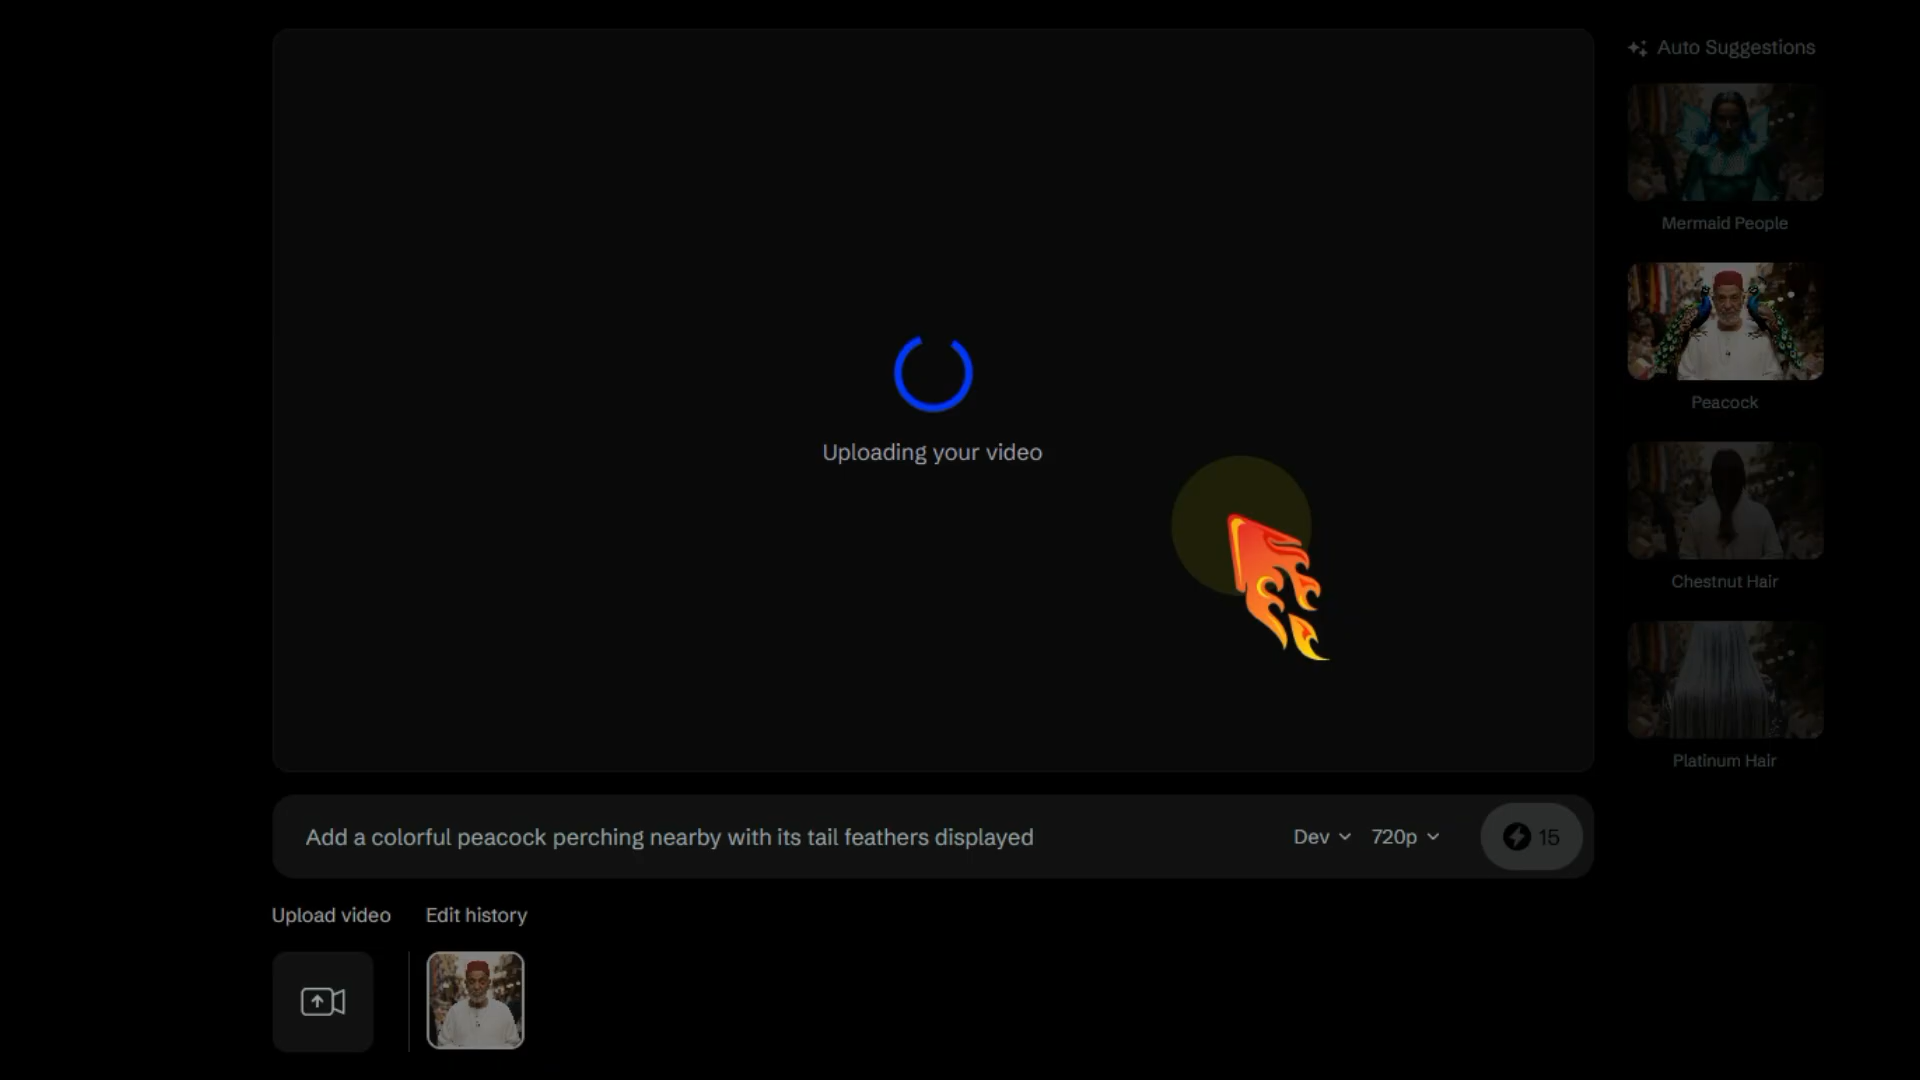 Auto Suggestions
Mermaid People
Peacock
Chestnut Hair
Platinum Hair
Uploading your video
Add a colorful peacock perching nearby with its tail feathers displayed
Dev
720p
15
Upload video
Edit history